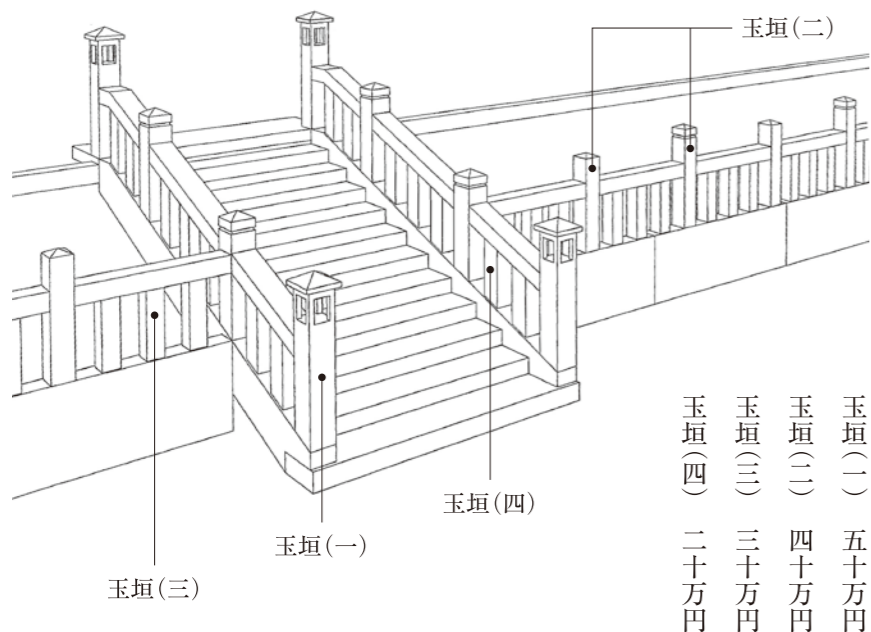 玉垣(二)
玉垣(四)
玉垣(一)
玉垣(三)
玉垣(一) 五十万円
玉垣(二) 四十万円
玉垣(三) 三十万円
玉垣(四) 二十万円